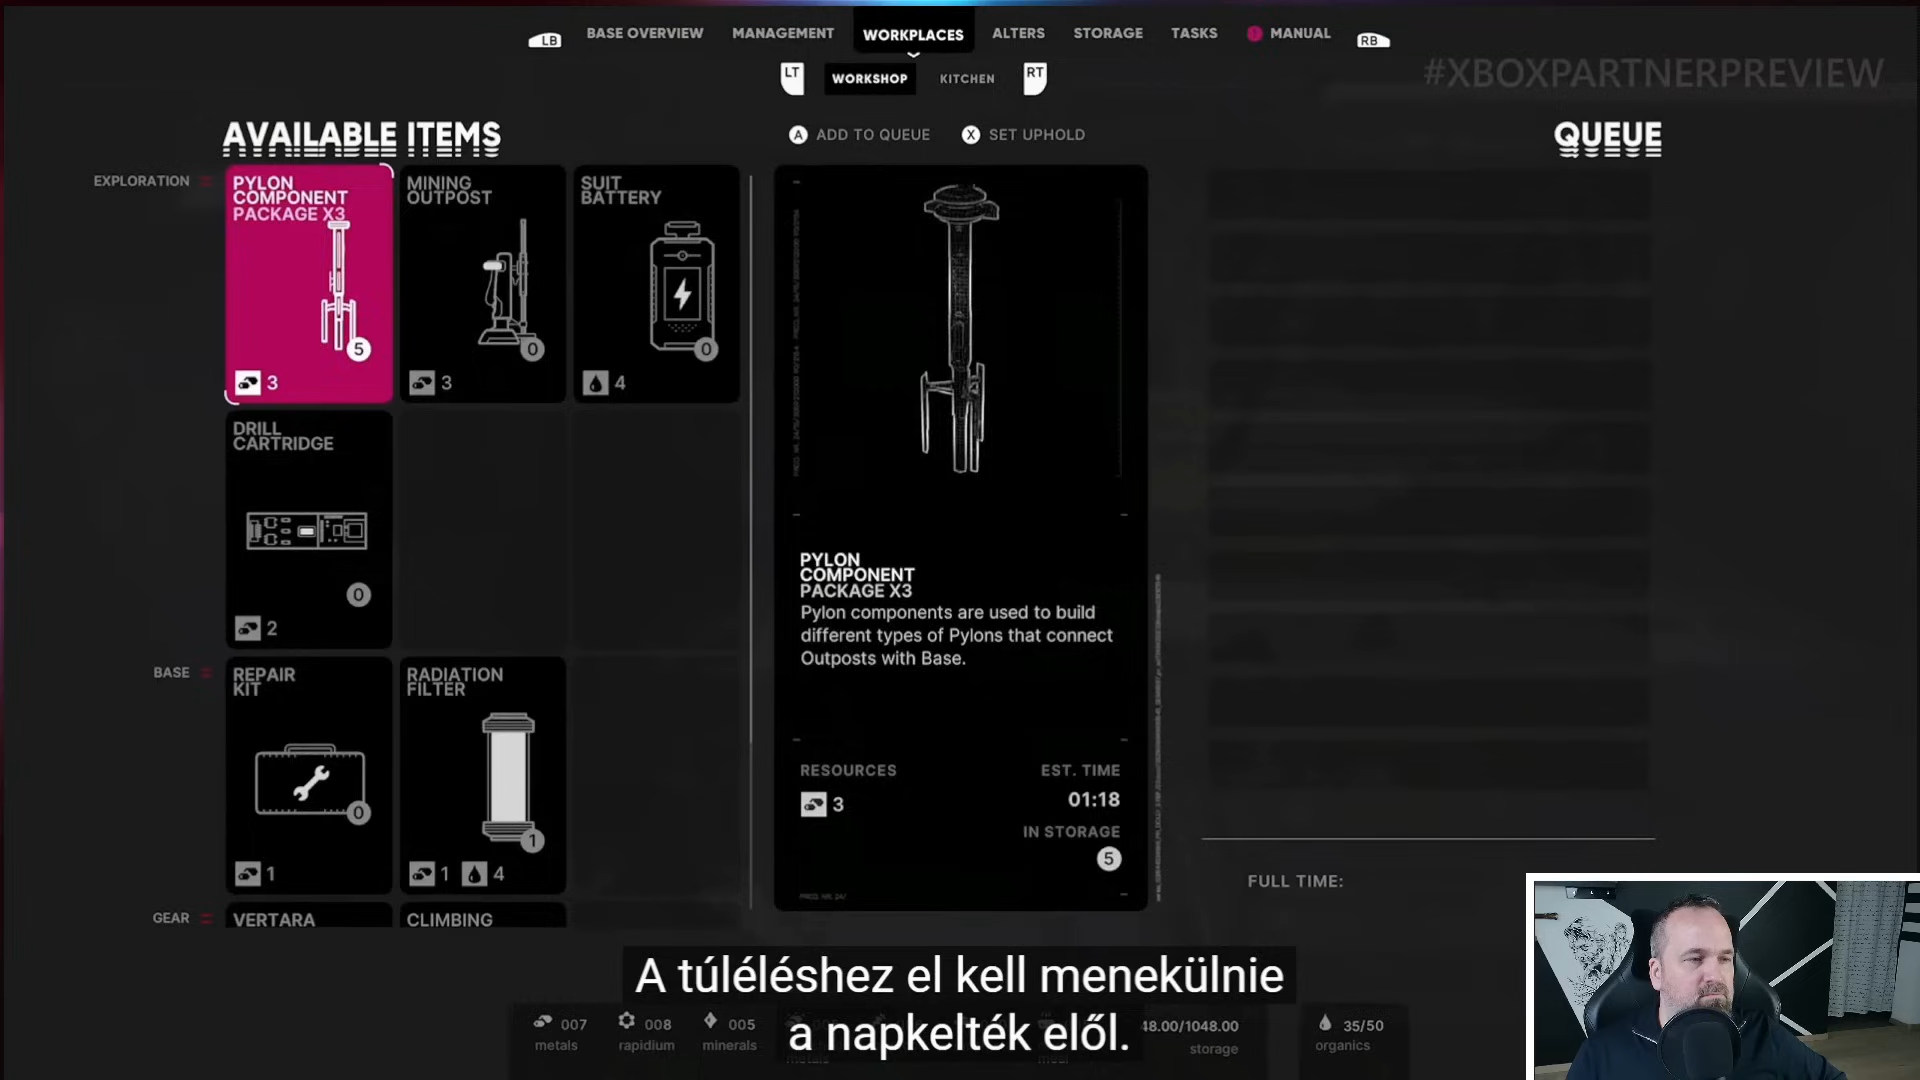 LB
BASE OVERVIEW
MANAGEMENT
WORKPLACES
ALTERS
STORAGE
TASKS
MANUAL
RB
LT
WORKSHOP
KITCHEN
RT
#XBOXPARTNERPREVIEW
AVAILABLE ITEMS
A ADD TO QUEUE
X SET UPHOLD
QUEUE
EXPLORATION
PYLON
COMPONENT
PACKAGE X3
5
3
MINING
OUTPOST
0
3
SUIT
BATTERY
0
4
DRILL
CARTRIDGE
0
2
BASE
REPAIR
KIT
0
1
RADIATION
FILTER
1
1 4
GEAR
VERTARA
CLIMBING
PYLON
COMPONENT
PACKAGE X3
Pylon components are used to build
different types of Pylons that connect
Outposts with Base.
RESOURCES
3
EST. TIME
01:18
IN STORAGE
5
FULL TIME:
A túléléshez el kell menekülnie
a napkelték elől.
007
metals
008
rapidium
005
minerals
48.00/1048.00
storage
35/50
organics